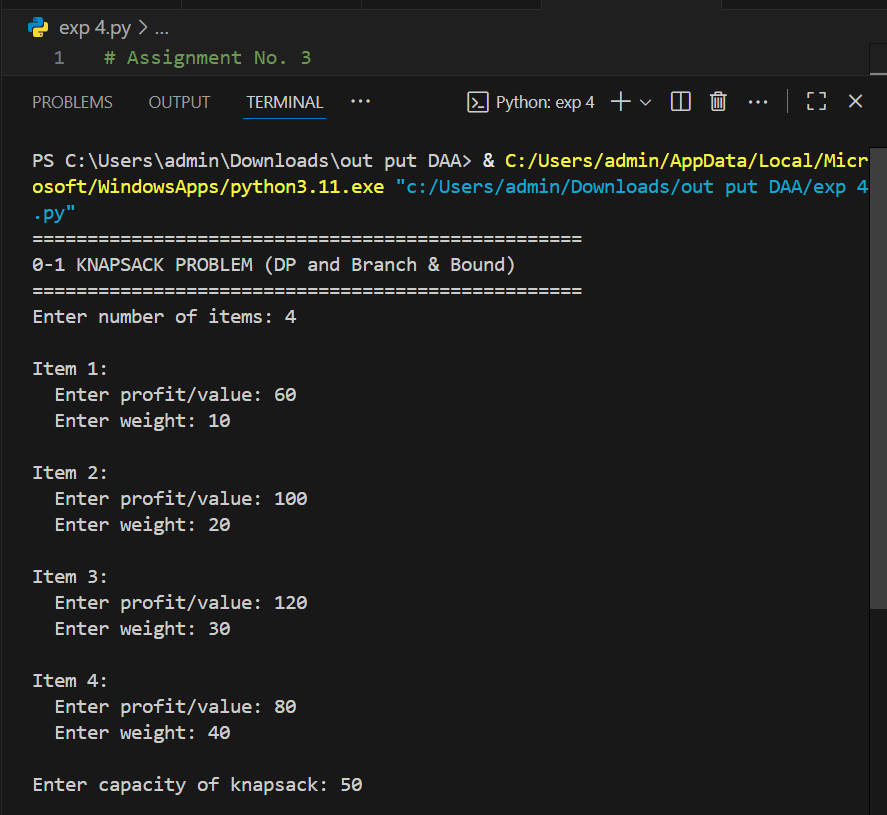 exp 4.py > ...
1 # Assignment No. 3
PROBLEMS OUTPUT TERMINAL ... Python: exp 4
PS C:\Users\admin\Downloads\out put DAA> & C:/Users/admin/AppData/Local/Micr
osoft/WindowsApps/python3.11.exe "c:/Users/admin/Downloads/out put DAA/exp 4
.py"
==================================================
0-1 KNAPSACK PROBLEM (DP and Branch & Bound)
==================================================
Enter number of items: 4
Item 1:
Enter profit/value: 60
Enter weight: 10
Item 2:
Enter profit/value: 100
Enter weight: 20
Item 3:
Enter profit/value: 120
Enter weight: 30
Item 4:
Enter profit/value: 80
Enter weight: 40
Enter capacity of knapsack: 50